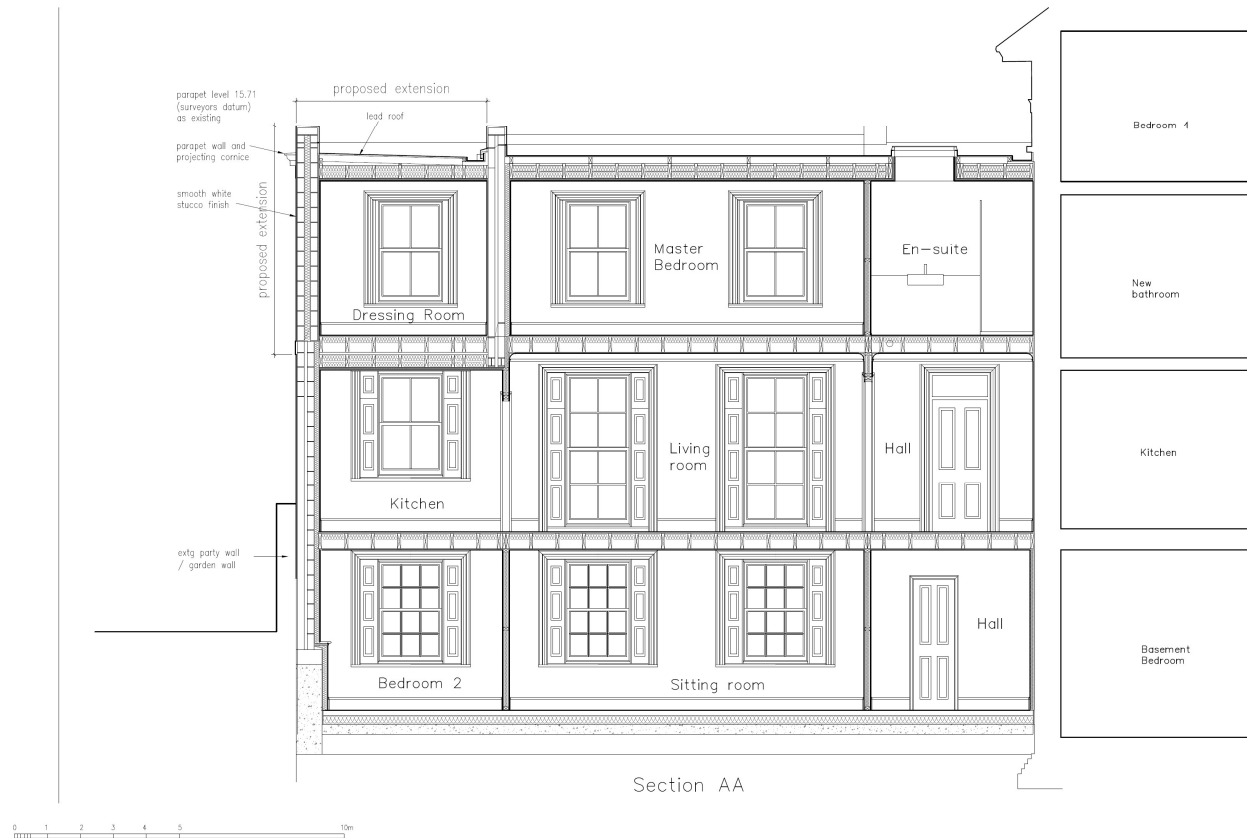 proposed extension
parapet level 15.71
(surveyors datum)
as existing
lead roof
parapet wall and
projecting cornice
smooth white
stucco finish
proposed extension
Dressing Room
Master
Bedroom
En-suite
Kitchen
Living
room
Hall
extg party wall
/ garden wall
Bedroom 2
Sitting room
Hall
Bedroom 4
New
bathroom
Kitchen
Basement
Bedroom
Section AA
0 1 2 3 4 5 10m